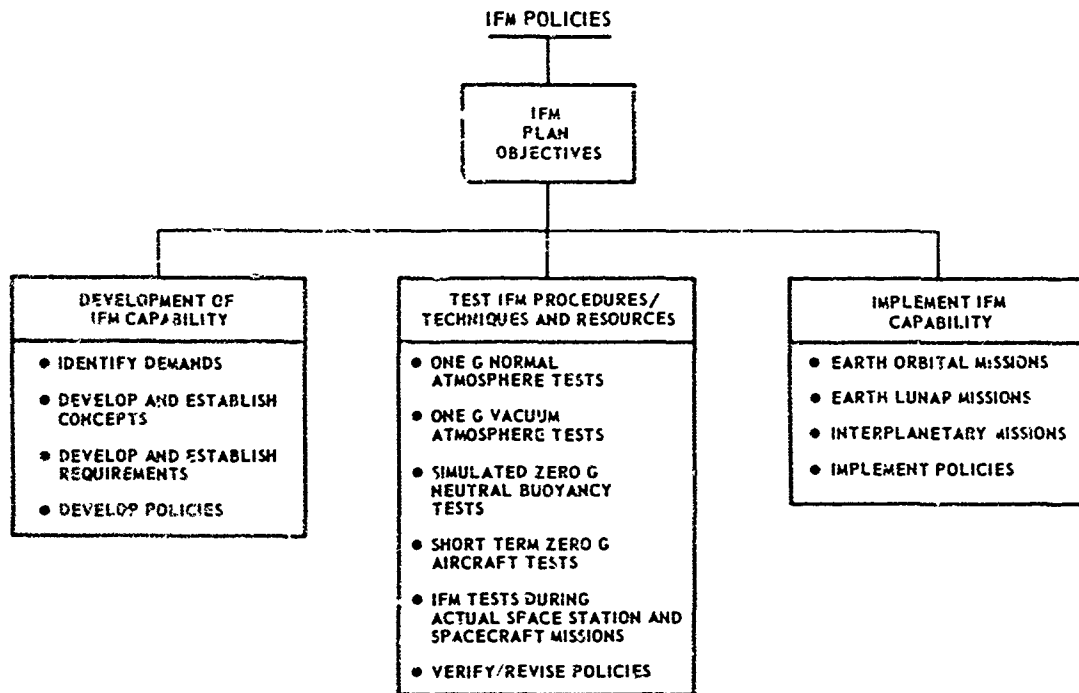 IFM POLICIES
IFM
PLAN
OBJECTIVES
DEVELOPMENT OF
IFM CAPABILITY
● IDENTIFY DEMANDS
● DEVELOP AND ESTABLISH
CONCEPTS
● DEVELOP AND ESTABLISH
REQUIREMENTS
● DEVELOP POLICIES
TEST IFM PROCEDURES/
TECHNIQUES AND RESOURCES
● ONE G NORMAL
ATMOSPHERE TESTS
● ONE G VACUUM
ATMOSPHERE TESTS
● SIMULATED ZERO G
NEUTRAL BUOYANCY
TESTS
● SHORT TERM ZERO G
AIRCRAFT TESTS
● IFM TESTS DURING
ACTUAL SPACE STATION AND
SPACECRAFT MISSIONS
● VERIFY/REVISE POLICIES
IMPLEMENT IFM
CAPABILITY
● EARTH ORBITAL MISSIONS
● EARTH LUNAR MISSIONS
● INTERPLANETARY MISSIONS
● IMPLEMENT POLICIES